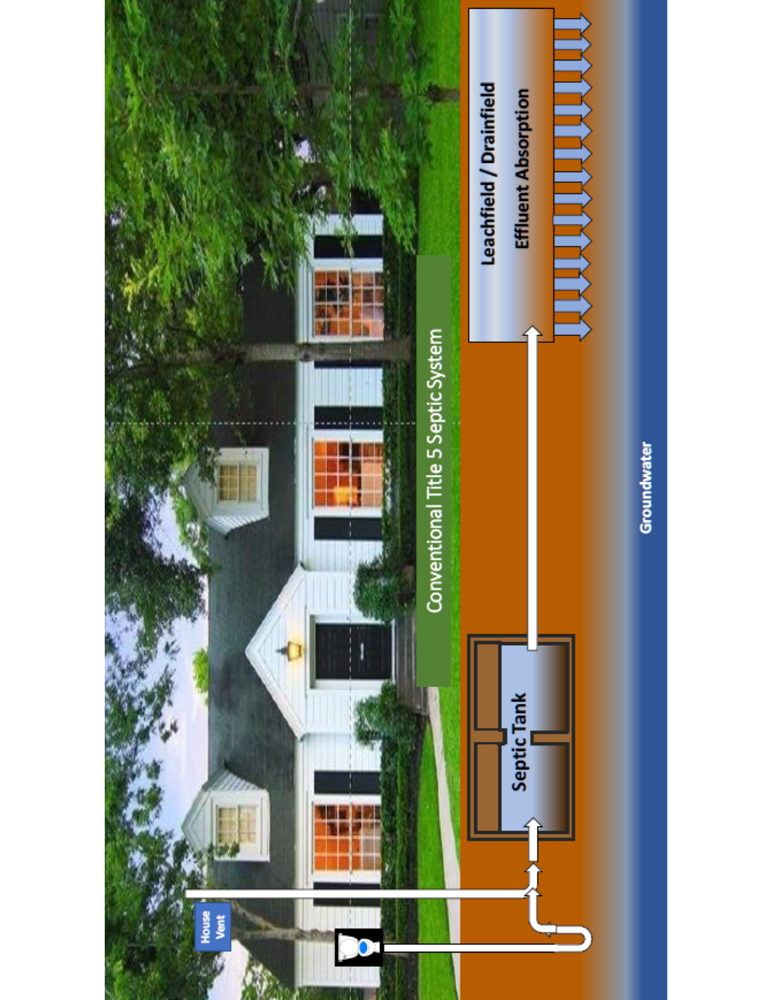 House
Vent
Conventional Title 5 Septic System
Septic Tank
Leachfield / Drainfield
Effluent Absorption
Groundwater